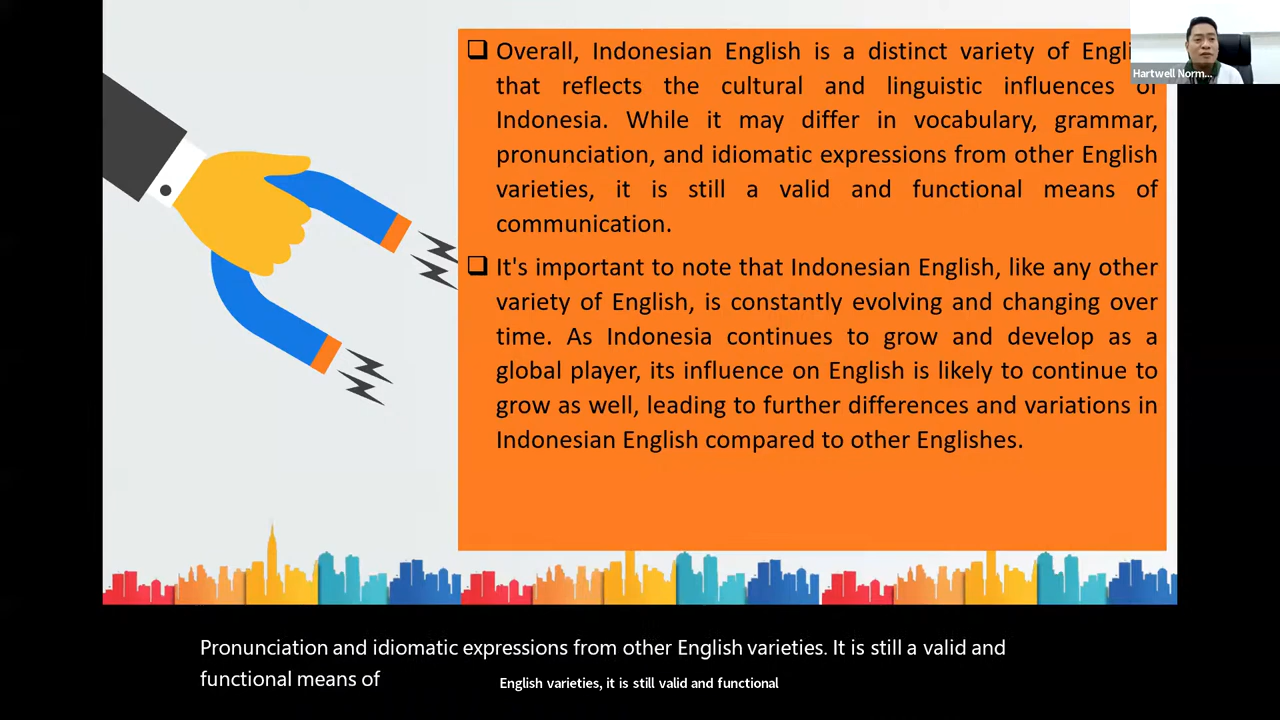 Overall, Indonesian English is a distinct variety of Engli
that reflects the cultural and linguistic influences of
Indonesia. While it may differ in vocabulary, grammar,
pronunciation, and idiomatic expressions from other English
varieties, it is still a valid and functional means of
communication.
It's important to note that Indonesian English, like any other
variety of English, is constantly evolving and changing over
time. As Indonesia continues to grow and develop as a
global player, its influence on English is likely to continue to
grow as well, leading to further differences and variations in
Indonesian English compared to other Englishes.
Hartwell Norm...
Pronunciation and idiomatic expressions from other English varieties. It is still a valid and
functional means of
English varieties, it is still valid and functional